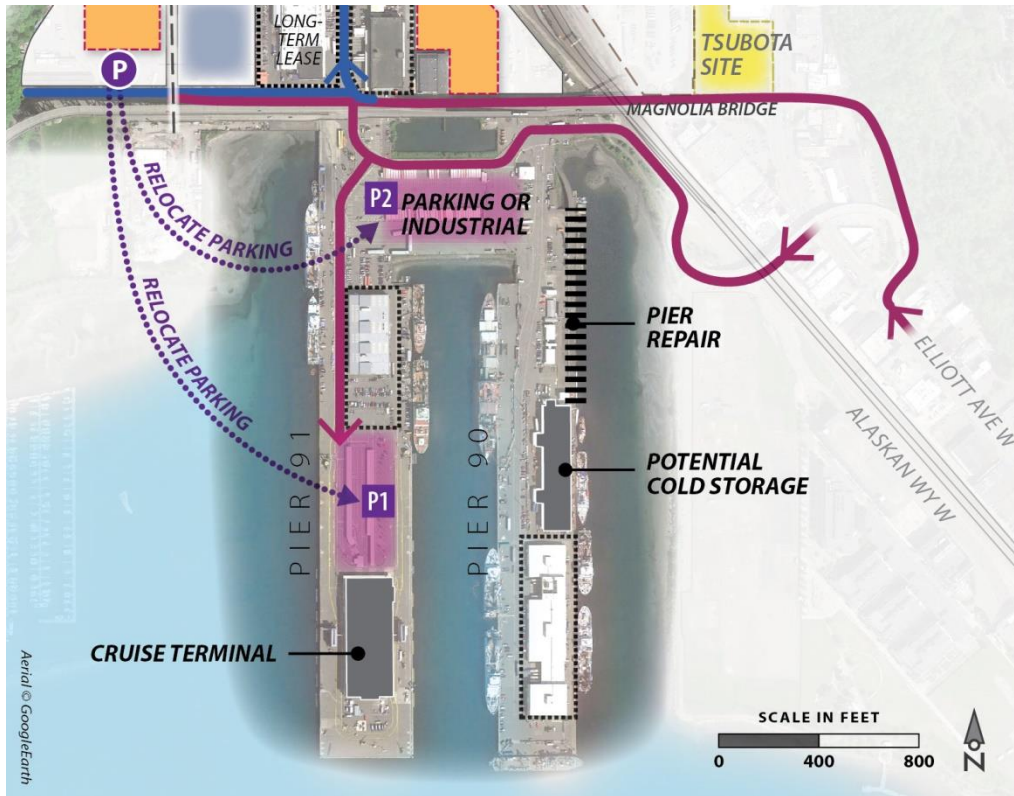 LONG-
TERM
LEASE
TSUBOTA
SITE
P
MAGNOLIA BRIDGE
RELOCATE PARKING
RELOCATE PARKING
P2
PARKING OR
INDUSTRIAL
PIER
REPAIR
ELLIOTT AVE W
ALASKAN WY W
PIER 91
PIER 90
POTENTIAL
COLD STORAGE
P1
CRUISE TERMINAL
Aerial © GoogleEarth
SCALE IN FEET
0 400 800
N